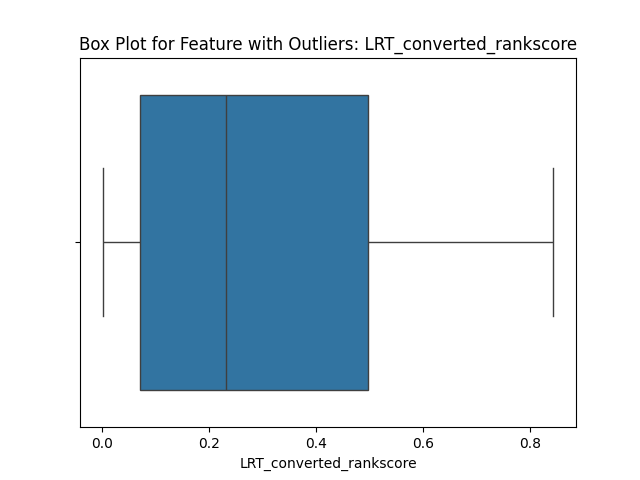 Box Plot for Feature with Outliers: LRT_converted_rankscore
0.0 0.2 0.4 0.6 0.8
LRT_converted_rankscore